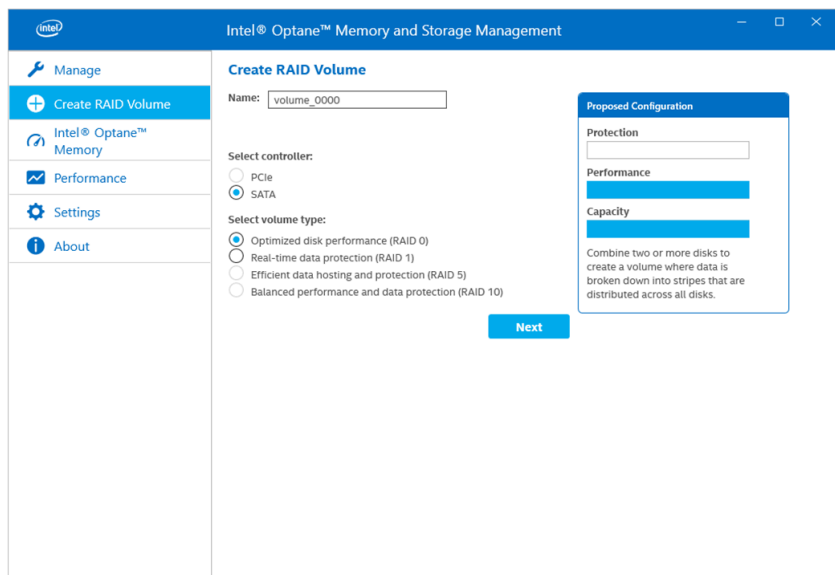 intel
Intel® Optane™ Memory and Storage Management
Manage
Create RAID Volume
Intel® Optane™
Memory
Performance
Settings
About
Create RAID Volume
Name: volume_0000
Select controller:
PCIe
SATA
Select volume type:
Optimized disk performance (RAID 0)
Real-time data protection (RAID 1)
Efficient data hosting and protection (RAID 5)
Balanced performance and data protection (RAID 10)
Next
Proposed Configuration
Protection
Performance
Capacity
Combine two or more disks to
create a volume where data is
broken down into stripes that are
distributed across all disks.